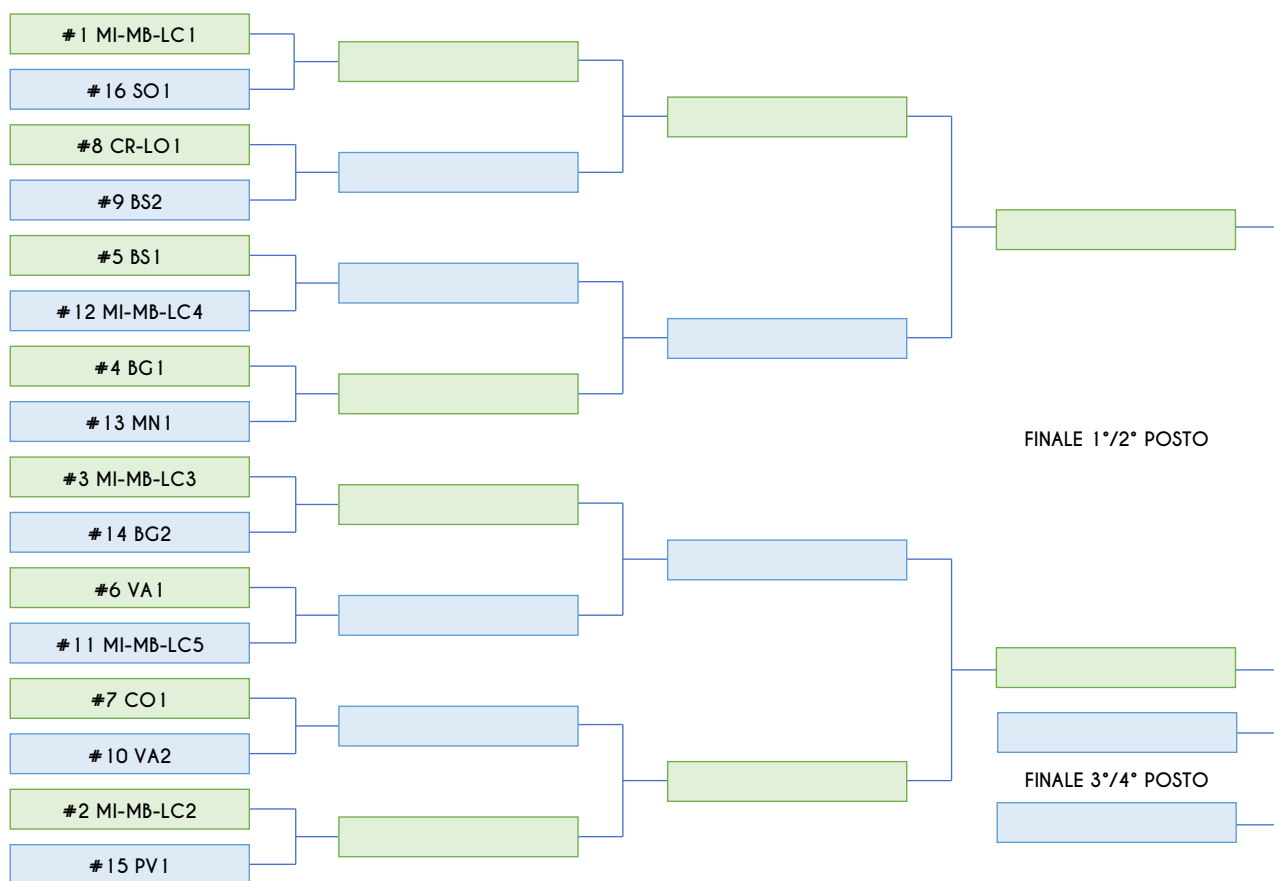 #1 MI-MB-LC1
#16 SO1
#8 CR-LO1
#9 BS2
#5 BS1
#12 MI-MB-LC4
#4 BG1
#13 MN1
#3 MI-MB-LC3
#14 BG2
#6 VA1
#11 MI-MB-LC5
#7 CO1
#10 VA2
#2 MI-MB-LC2
#15 PV1
FINALE 1°/2° POSTO
FINALE 3°/4° POSTO